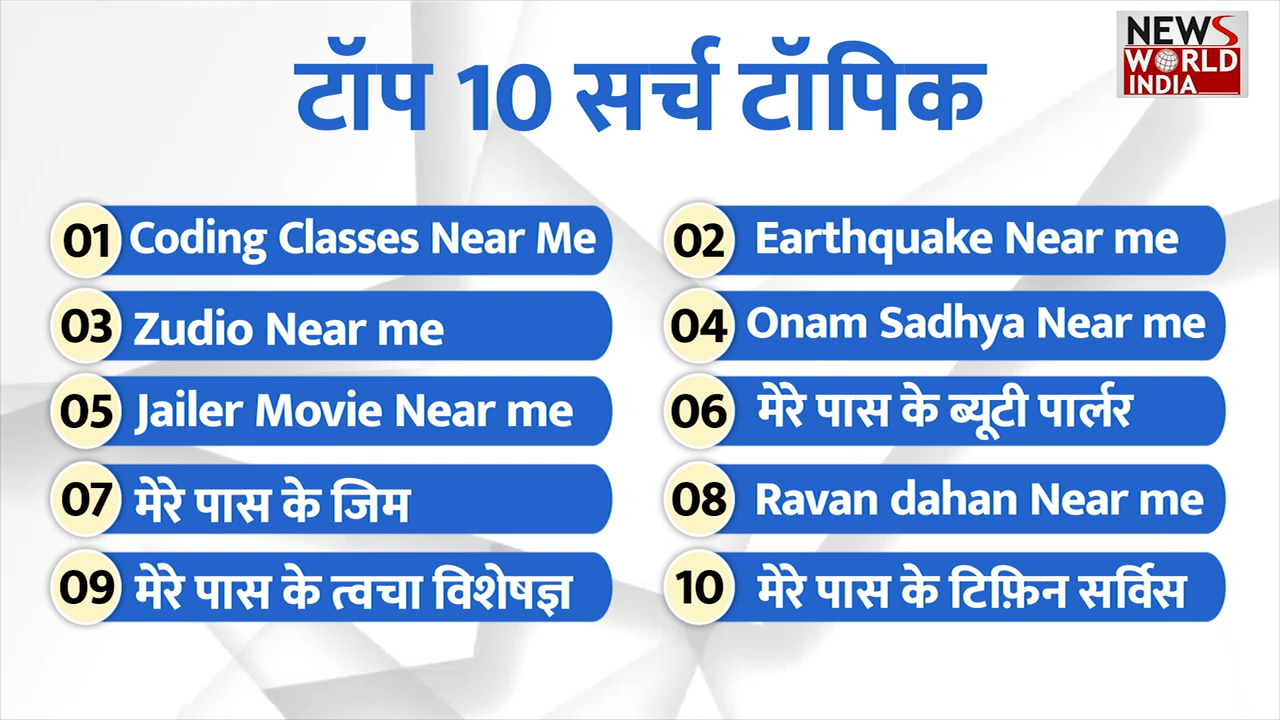 टॉप 10 सर्च टॉपिक
NEWS
WORLD
INDIA
01 Coding Classes Near Me
02 Earthquake Near me
03 Zudio Near me
04 Onam Sadhya Near me
05 Jailer Movie Near me
06 मेरे पास के ब्यूटी पार्लर
07 मेरे पास के जिम
08 Ravan dahan Near me
09 मेरे पास के त्वचा विशेषज्ञ
10 मेरे पास के टिफ़िन सर्विस